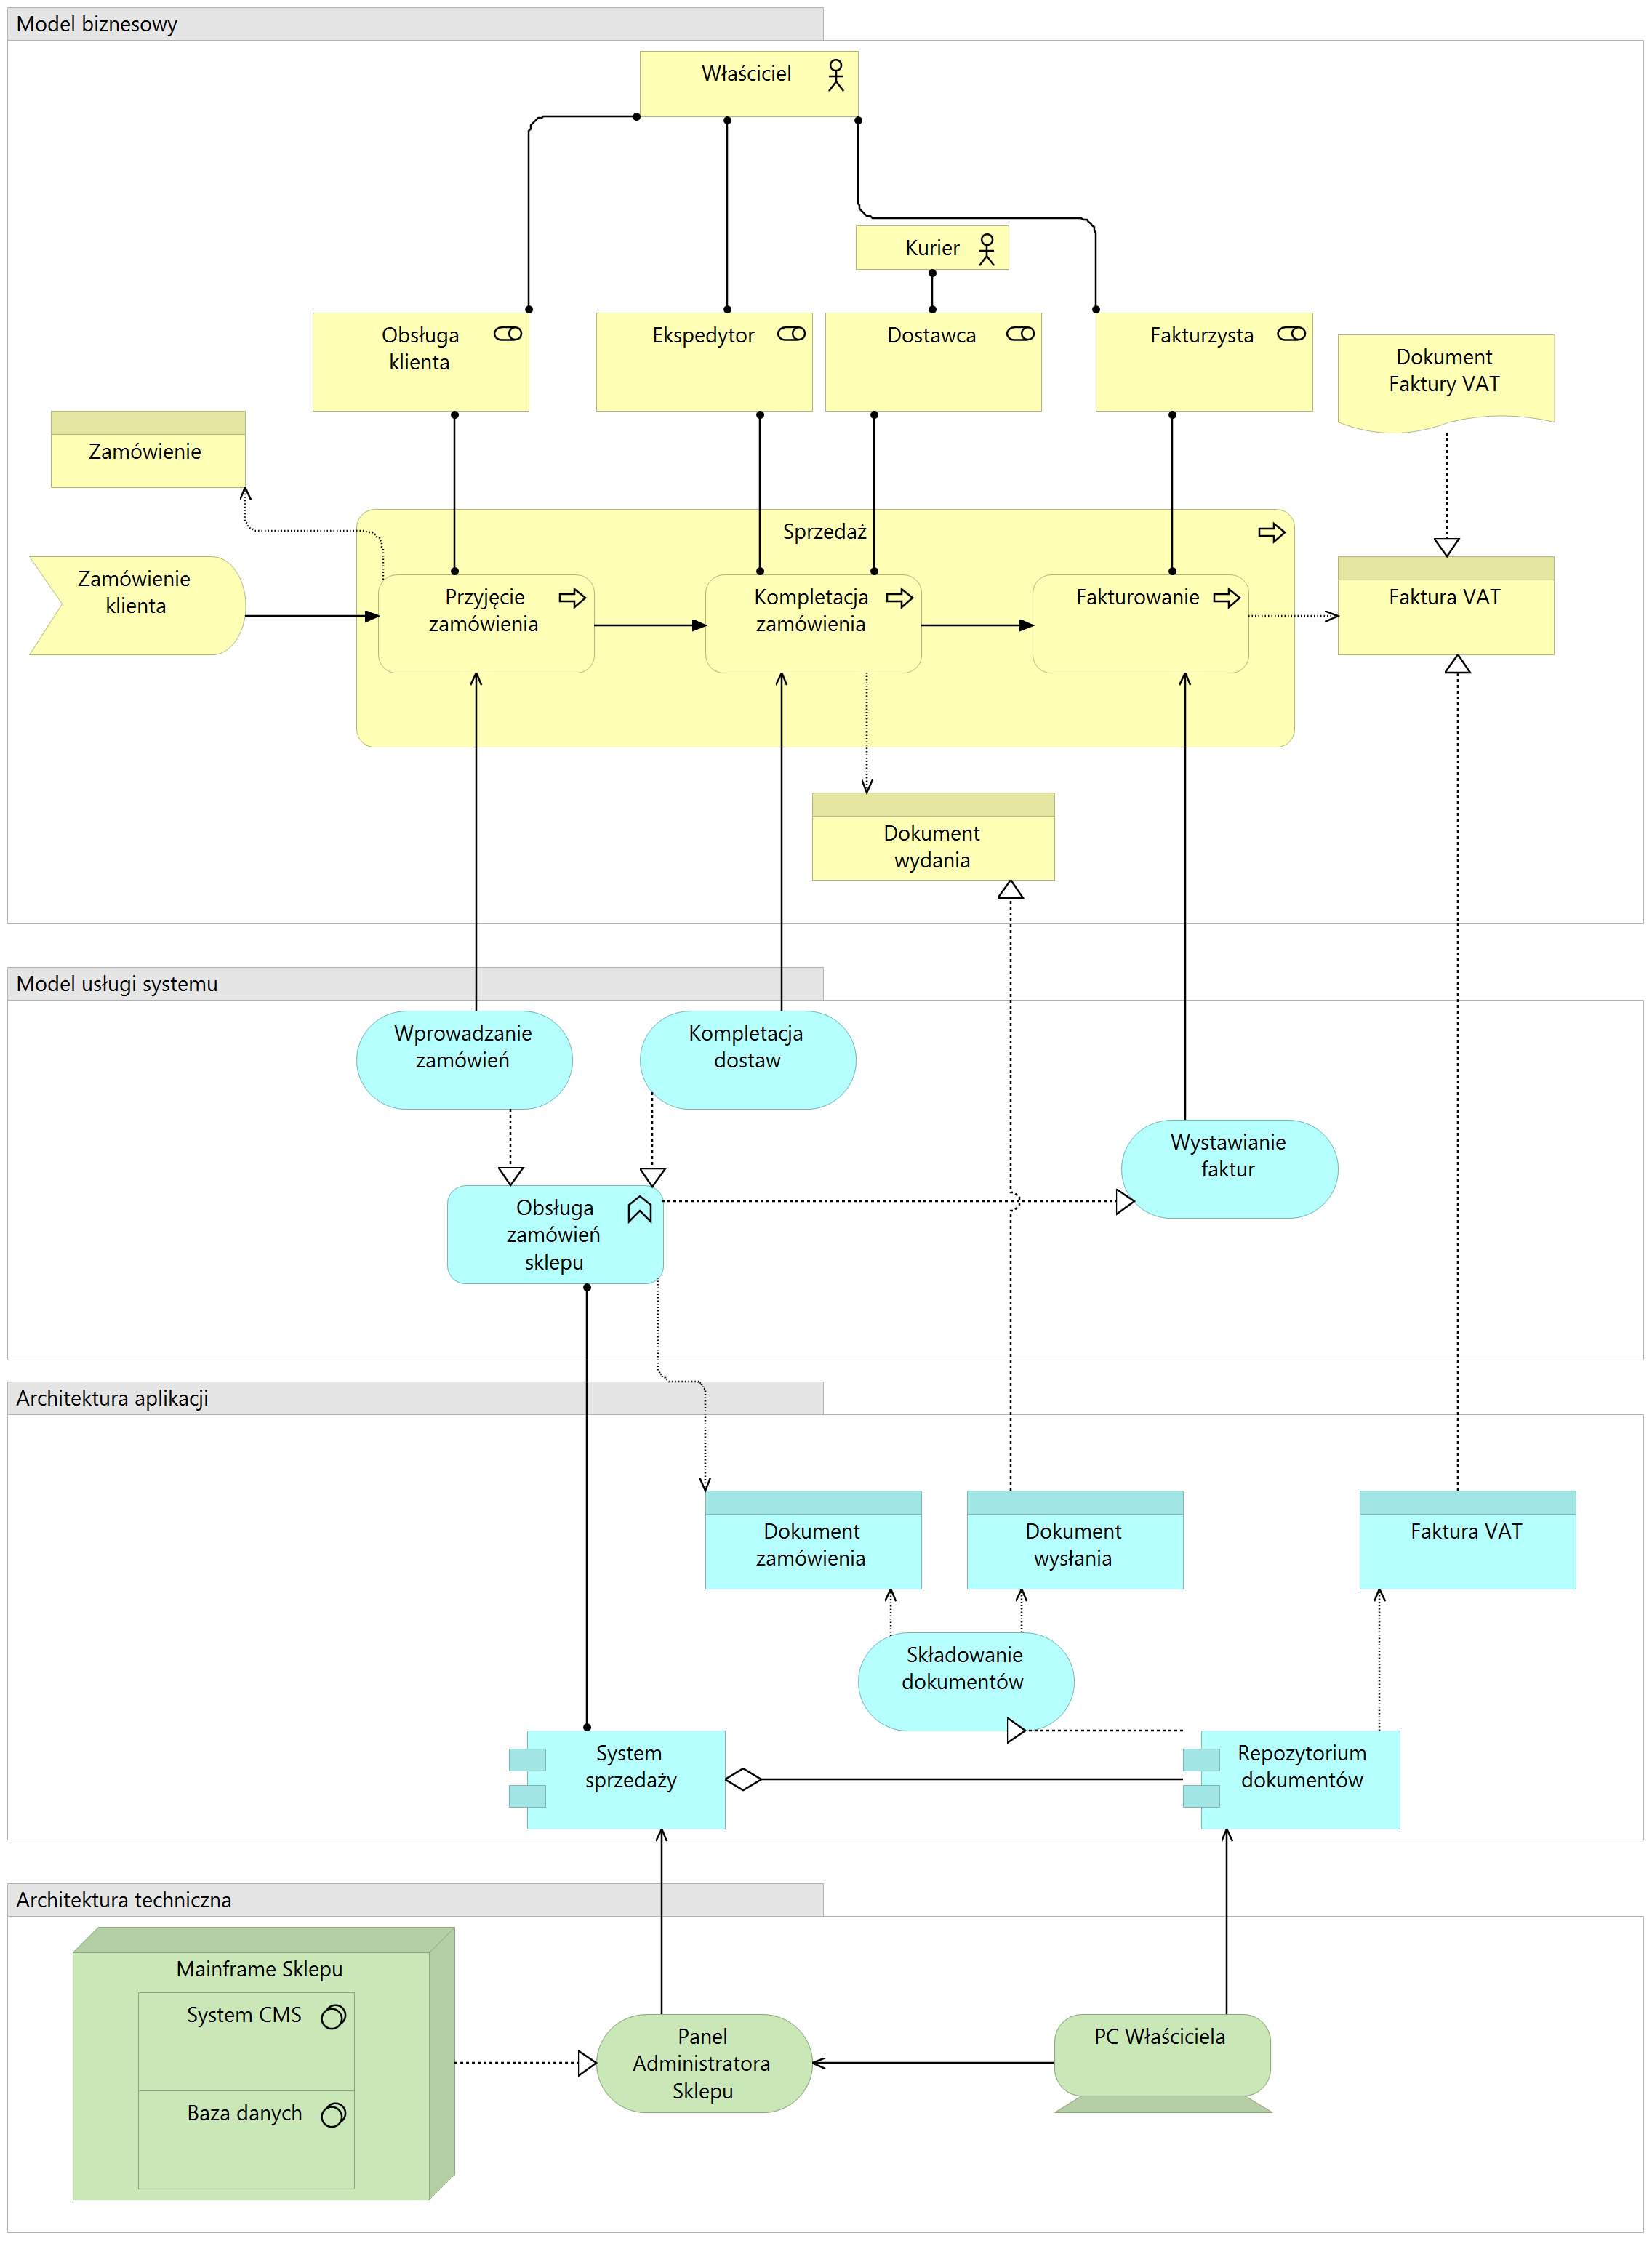 Model biznesowy
Właściciel
Kurier
Obsługa
klienta
Ekspedytor
Dostawca
Fakturzysta
Dokument
Faktury VAT
Zamówienie
Sprzedaż
Zamówienie
klienta
Przyjęcie
zamówienia
Kompletacja
zamówienia
Fakturowanie
Faktura VAT
Dokument
wydania
Model usługi systemu
Wprowadzanie
zamówień
Kompletacja
dostaw
Wystawianie
faktur
Obsługa
zamówień
sklepu
Architektura aplikacji
Dokument
zamówienia
Dokument
wysłania
Faktura VAT
Składowanie
dokumentów
System
sprzedaży
Repozytorium
dokumentów
Architektura techniczna
Mainframe Sklepu
System CMS
Baza danych
Panel
Administratora
Sklepu
PC Właściciela